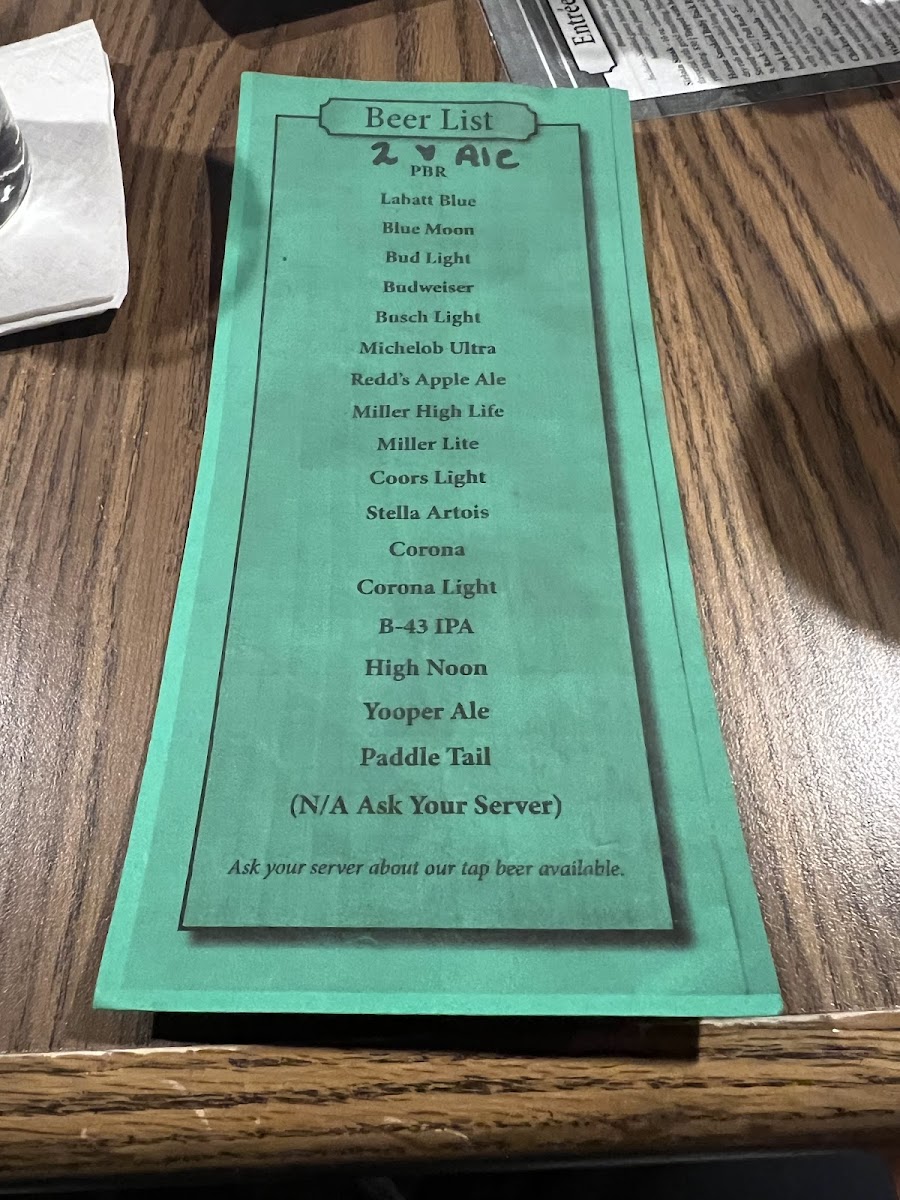 Beer List
2 ♥ Ale
PBR
Labatt Blue
Blue Moon
Bud Light
Budweiser
Busch Light
Michelob Ultra
Redd's Apple Ale
Miller High Life
Miller Lite
Coors Light
Stella Artois
Corona
Corona Light
B-43 IPA
High Noon
Yooper Ale
Paddle Tail
(N/A Ask Your Server)
Ask your server about our tap beer available.
Entrée